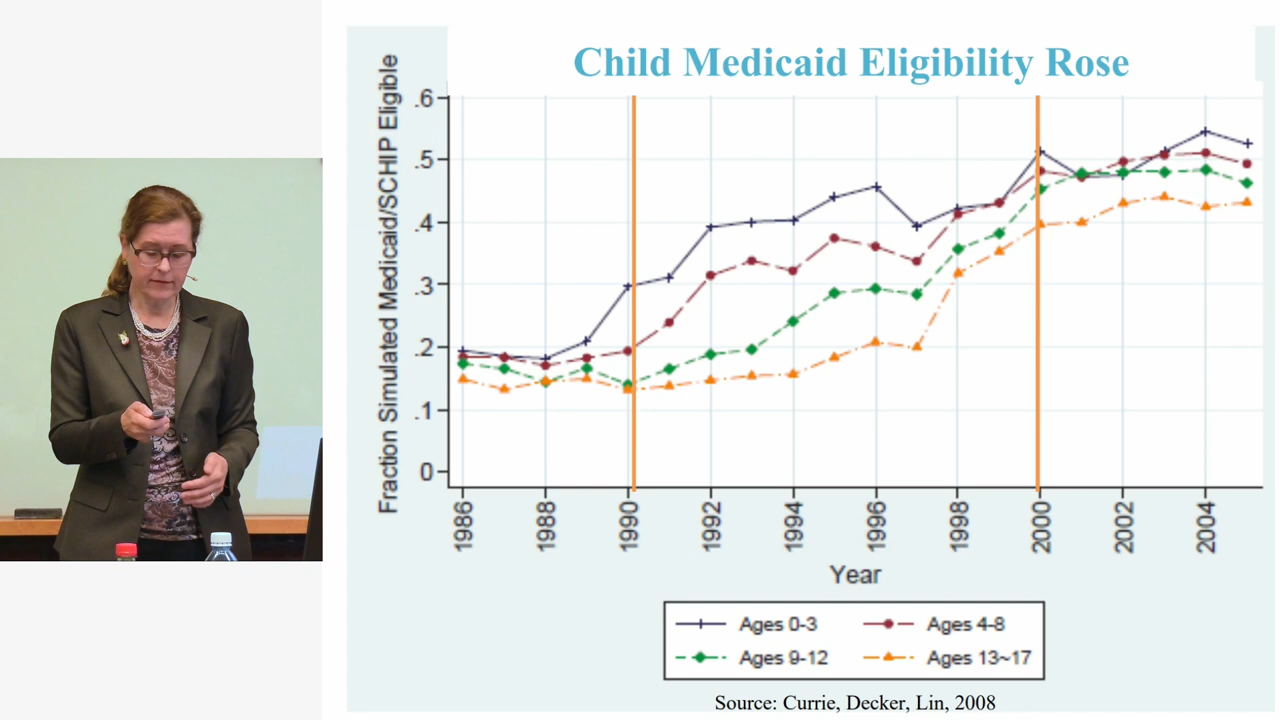 Child Medicaid Eligibility Rose
Fraction Simulated Medicaid/SCHIP Eligible
.6
.5
.4
.3
.2
.1
0
1986
1988
1990
1992
1994
1996
1998
2000
2002
2004
Year
Ages 0-3
Ages 4-8
Ages 9-12
Ages 13~17
Source: Currie, Decker, Lin, 2008